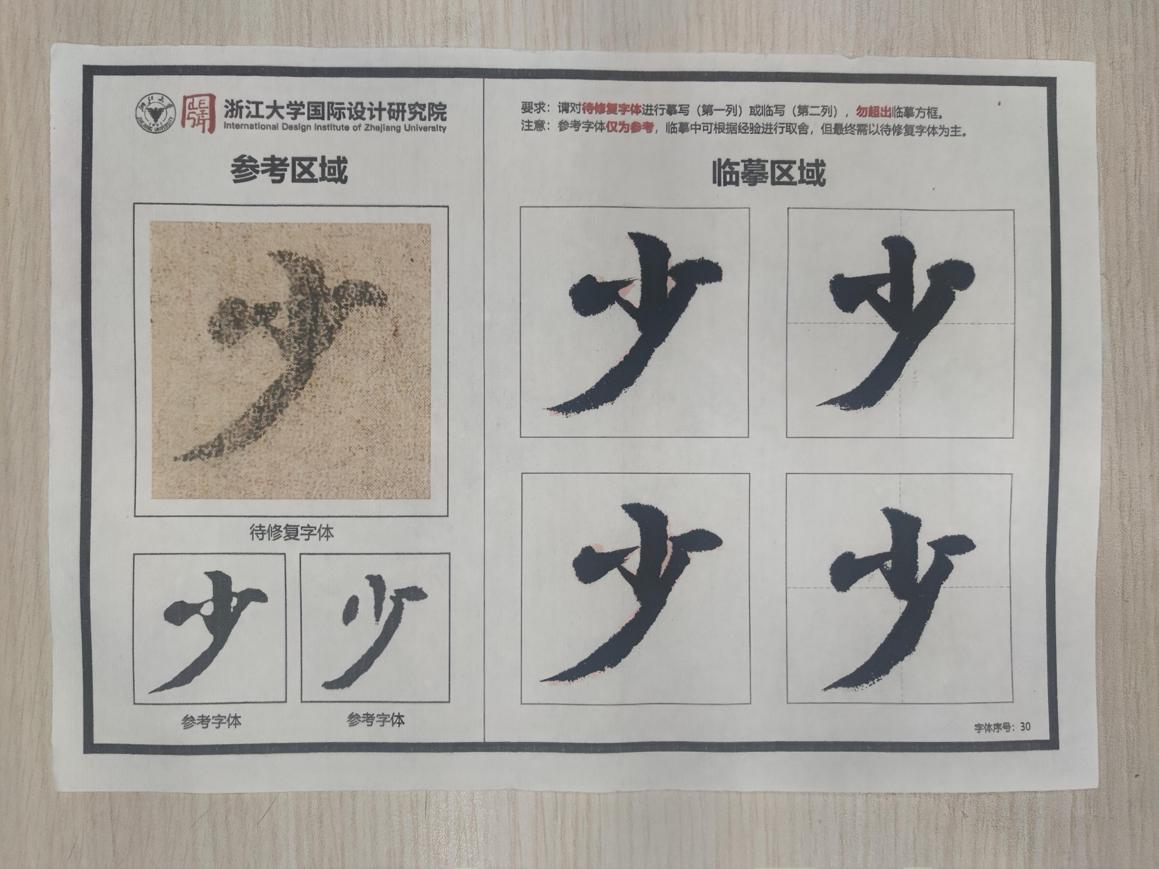 浙江大学国际设计研究院
International Design Institute of Zhejiang University
要求：请对待修复字体进行摹写（第一列）或临写（第二列），勿超出临摹方框。
注意：参考字体仅为参考，临摹中可根据经验进行取舍，但最终需以待修复字体为主。
参考区域
临摹区域
少
少
少
待修复字体
少
少
少
少
参考字体
参考字体
字体序号：30